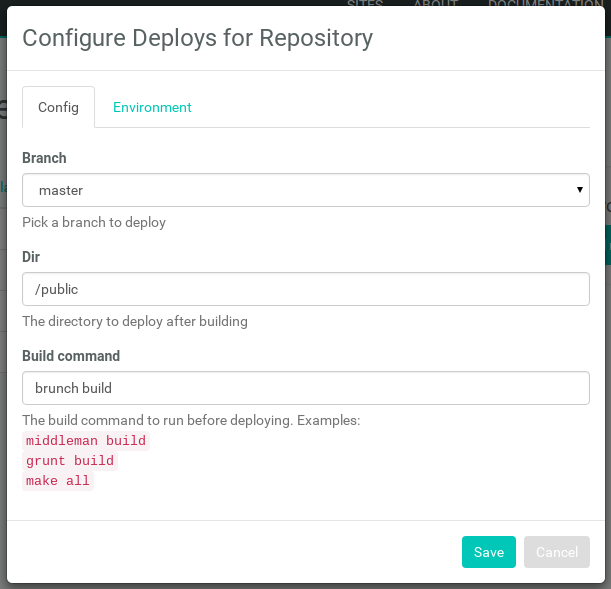 SITES ABOUT DOCUMENTATION
Configure Deploys for Repository
Config Environment
Branch
master
Pick a branch to deploy
Dir
/public
The directory to deploy after building
Build command
brunch build
The build command to run before deploying. Examples:
middleman build
grunt build
make all
Save Cancel